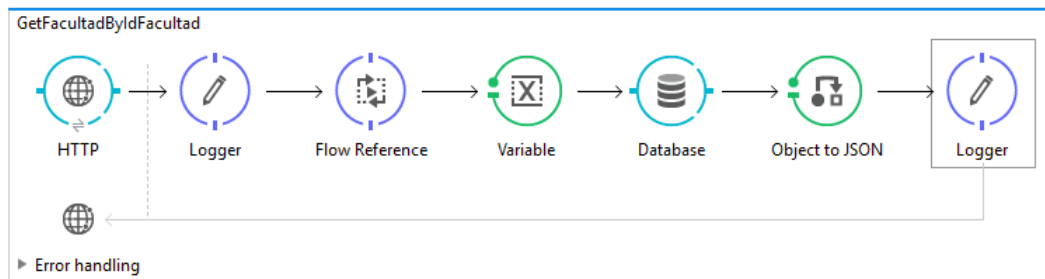 GetFacultadByIdFacultad
HTTP
Logger
Flow Reference
Variable
Database
Object to JSON
Logger
Error handling